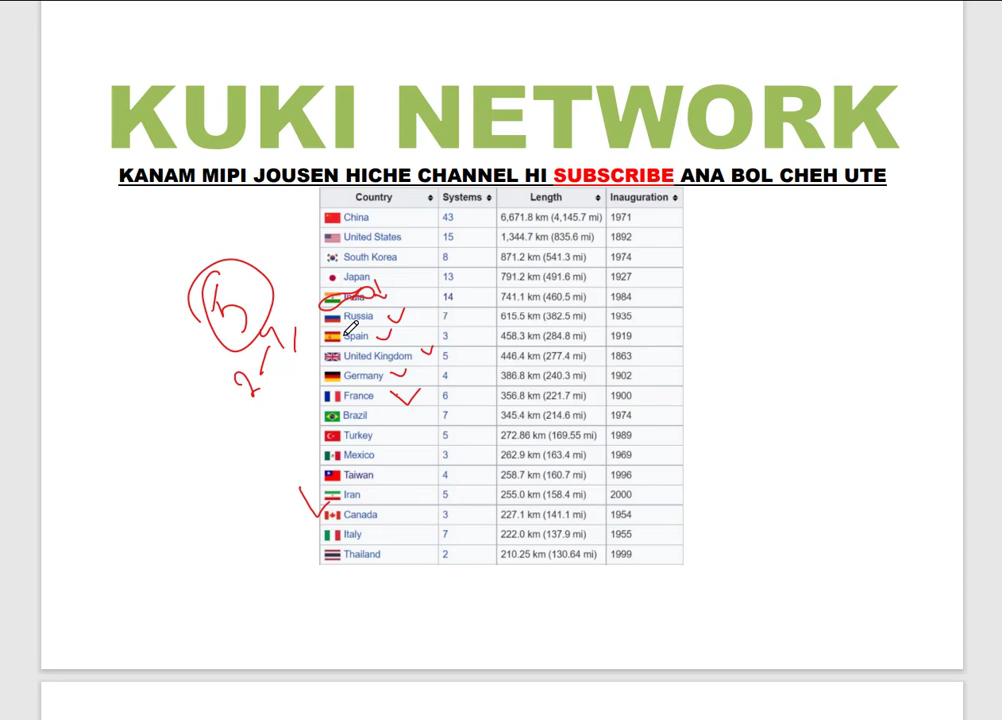 KUKI NETWORK
KANAM MIPI JOUSEN HICHE CHANNEL HI SUBSCRIBE ANA BOL CHEH UTE
Country Systems Length Inauguration
China 43 6,671.8 km (4,145.7 mi) 1971
United States 15 1,344.7 km (835.6 mi) 1892
South Korea 8 871.2 km (541.3 mi) 1974
Japan 13 791.2 km (491.6 mi) 1927
India 14 741.1 km (460.5 mi) 1984
Russia 7 615.5 km (382.5 mi) 1935
Spain 3 458.3 km (284.8 mi) 1919
United Kingdom 5 446.4 km (277.4 mi) 1863
Germany 4 386.8 km (240.3 mi) 1902
France 6 356.8 km (221.7 mi) 1900
Brazil 7 345.4 km (214.6 mi) 1974
Turkey 5 272.86 km (169.55 mi) 1989
Mexico 3 262.9 km (163.4 mi) 1969
Taiwan 4 258.7 km (160.7 mi) 1996
Iran 5 255.0 km (158.4 mi) 2000
Canada 3 227.1 km (141.1 mi) 1954
Italy 7 222.0 km (137.9 mi) 1955
Thailand 2 210.25 km (130.64 mi) 1999